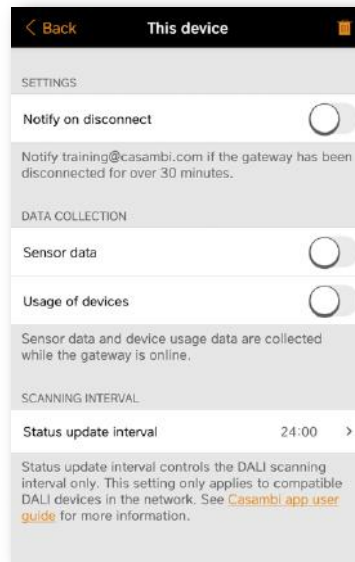 < Back
This device
SETTINGS
Notify on disconnect
Notify training@casambi.com if the gateway has been
disconnected for over 30 minutes.
DATA COLLECTION
Sensor data
Usage of devices
Sensor data and device usage data are collected
while the gateway is online.
SCANNING INTERVAL
Status update interval 24:00 >
Status update interval controls the DALI scanning
interval only. This setting only applies to compatible
DALI devices in the network. See Casambi app user
guide for more information.